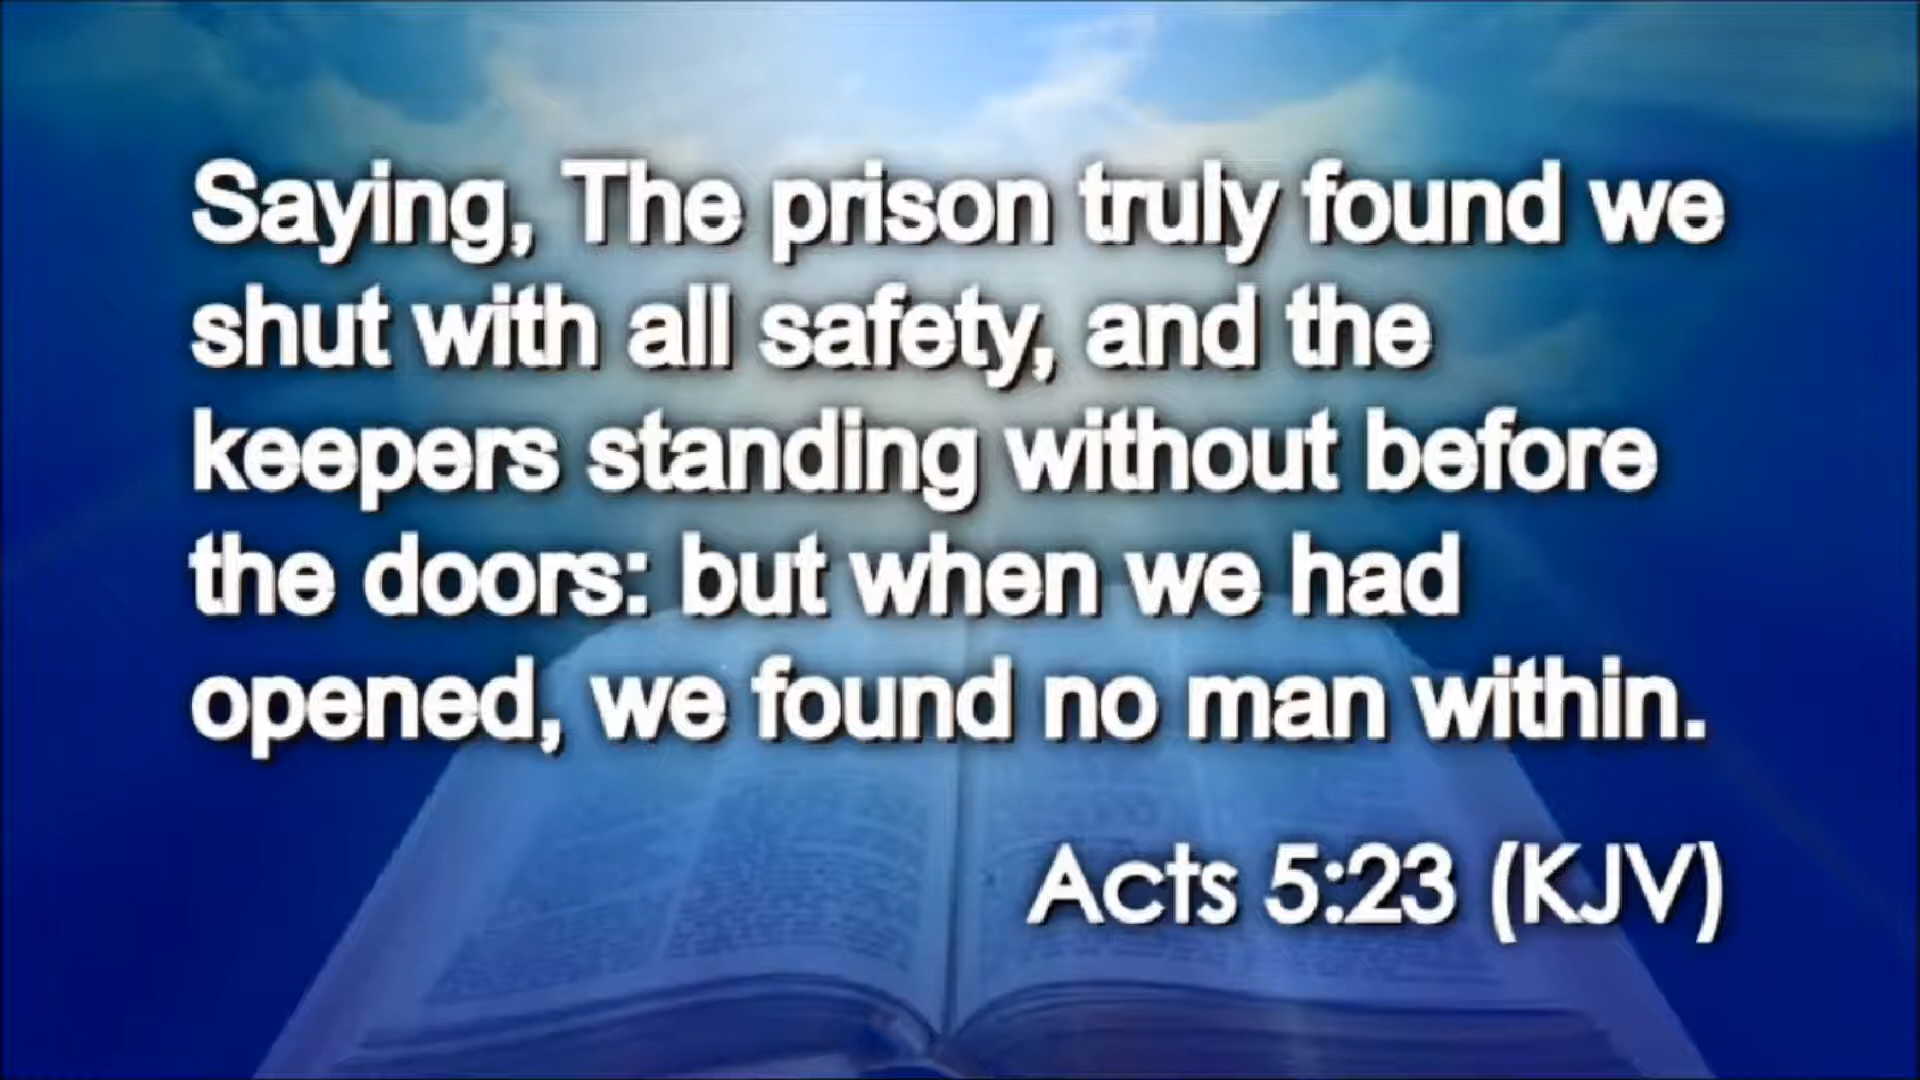 Saying, The prison truly found we
shut with all safety, and the
keepers standing without before
the doors: but when we had
opened, we found no man within.
Acts 5:23 (KJV)